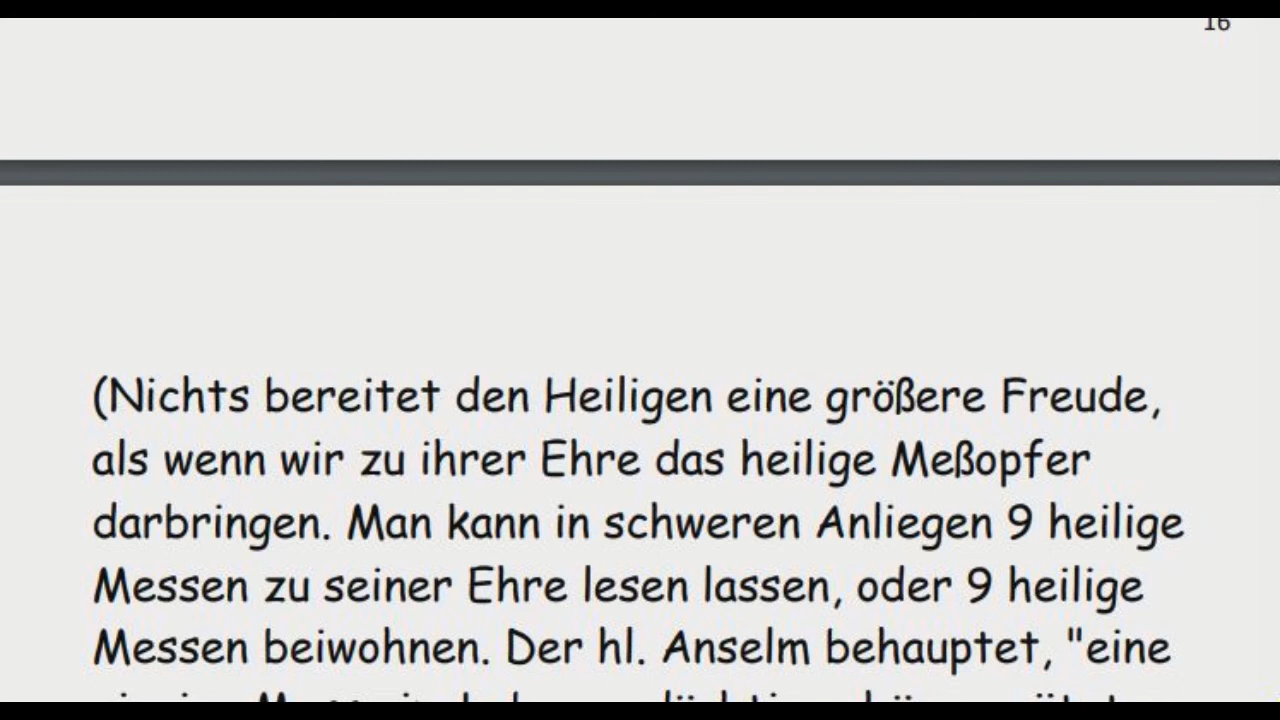 16
(Nichts bereitet den Heiligen eine größere Freude,
als wenn wir zu ihrer Ehre das heilige Meßopfer
darbringen. Man kann in schweren Anliegen 9 heilige
Messen zu seiner Ehre lesen lassen, oder 9 heilige
Messen beiwohnen. Der hl. Anselm behauptet, "eine